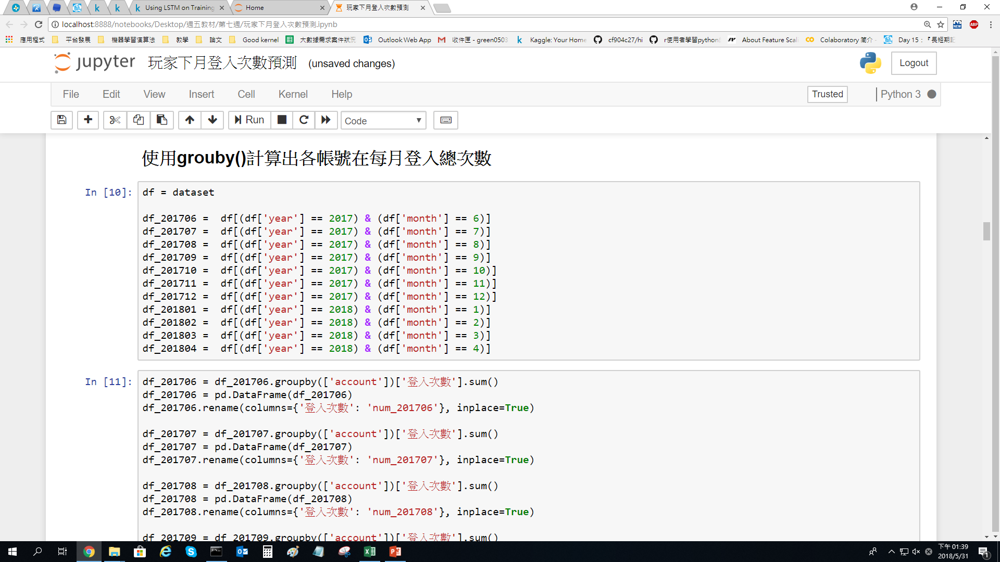 Using LSTM on Training
Home
玩家下月登入次數預測
localhost:8888/notebooks/Desktop/週五教材/第七週/玩家下月登入次數預測.ipynb
應用程式 平台發展 機器學習演算法 教學 論文 Good kernel 大數據需求案件狀況 Outlook Web App 收件匣 - green0503 Kaggle: Your Home cf904c27/hi r使用者學習python About Feature Scali Colaboratory 簡介 - Day 15：『長短期記
jupyter 玩家下月登入次數預測 (unsaved changes)
Logout
File Edit View Insert Cell Kernel Help
Trusted
Python 3
Run
Code
使用grouby()計算出各帳號在每月登入總次數
In [10]: df = dataset
df_201706 =  df[(df['year'] == 2017) & (df['month'] == 6)]
df_201707 =  df[(df['year'] == 2017) & (df['month'] == 7)]
df_201708 =  df[(df['year'] == 2017) & (df['month'] == 8)]
df_201709 =  df[(df['year'] == 2017) & (df['month'] == 9)]
df_201710 =  df[(df['year'] == 2017) & (df['month'] == 10)]
df_201711 =  df[(df['year'] == 2017) & (df['month'] == 11)]
df_201712 =  df[(df['year'] == 2017) & (df['month'] == 12)]
df_201801 =  df[(df['year'] == 2018) & (df['month'] == 1)]
df_201802 =  df[(df['year'] == 2018) & (df['month'] == 2)]
df_201803 =  df[(df['year'] == 2018) & (df['month'] == 3)]
df_201804 =  df[(df['year'] == 2018) & (df['month'] == 4)]
In [11]: df_201706 = df_201706.groupby(['account'])['登入次數'].sum()
df_201706 = pd.DataFrame(df_201706)
df_201706.rename(columns={'登入次數': 'num_201706'}, inplace=True)
df_201707 = df_201707.groupby(['account'])['登入次數'].sum()
df_201707 = pd.DataFrame(df_201707)
df_201707.rename(columns={'登入次數': 'num_201707'}, inplace=True)
df_201708 = df_201708.groupby(['account'])['登入次數'].sum()
df_201708 = pd.DataFrame(df_201708)
df_201708.rename(columns={'登入次數': 'num_201708'}, inplace=True)
df_201709 = df_201709.groupby(['account'])['登入次數'].sum()
下午 01:39
2018/5/31